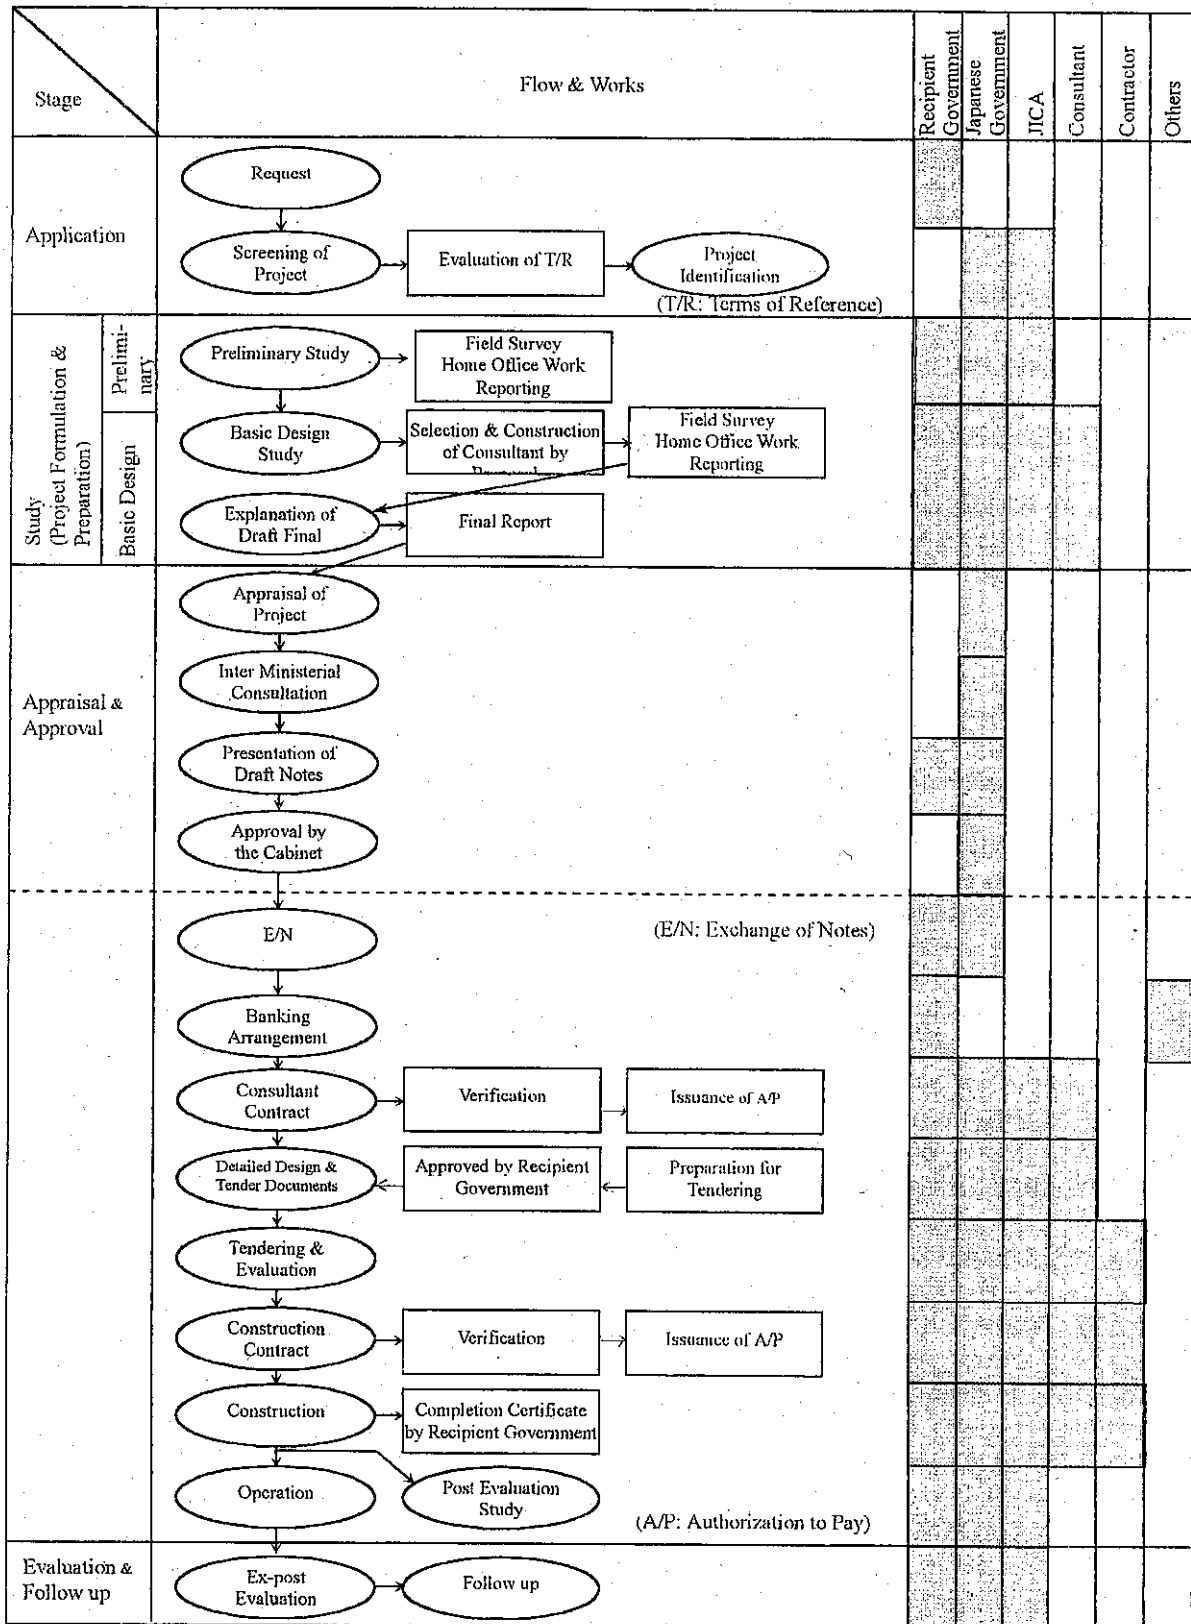 Stage
Flow & Works
Recipient
Government
Japanese
Government
JICA
Consultant
Contractor
Others
Application
Request
Screening of
Project
Evaluation of T/R
Project
Identification
(T/R: Terms of Reference)
Study
(Project Formulation &
Preparation)
Prelimi-
nary
Preliminary Study
Field Survey
Home Office Work
Reporting
Basic Design
Basic Design
Study
Selection & Construction
of Consultant by
Field Survey
Home Office Work
Reporting
Explanation of
Draft Final
Final Report
Appraisal &
Approval
Appraisal of
Project
Inter Ministerial
Consultation
Presentation of
Draft Notes
Approval by
the Cabinet
E/N
(E/N: Exchange of Notes)
Banking
Arrangement
Consultant
Contract
Verification
Issuance of A/P
Detailed Design &
Tender Documents
Approved by Recipient
Government
Preparation for
Tendering
Tendering &
Evaluation
Construction
Contract
Verification
Issuance of A/P
Construction
Completion Certificate
by Recipient Government
Operation
Post Evaluation
Study
(A/P: Authorization to Pay)
Evaluation &
Follow up
Ex-post
Evaluation
Follow up